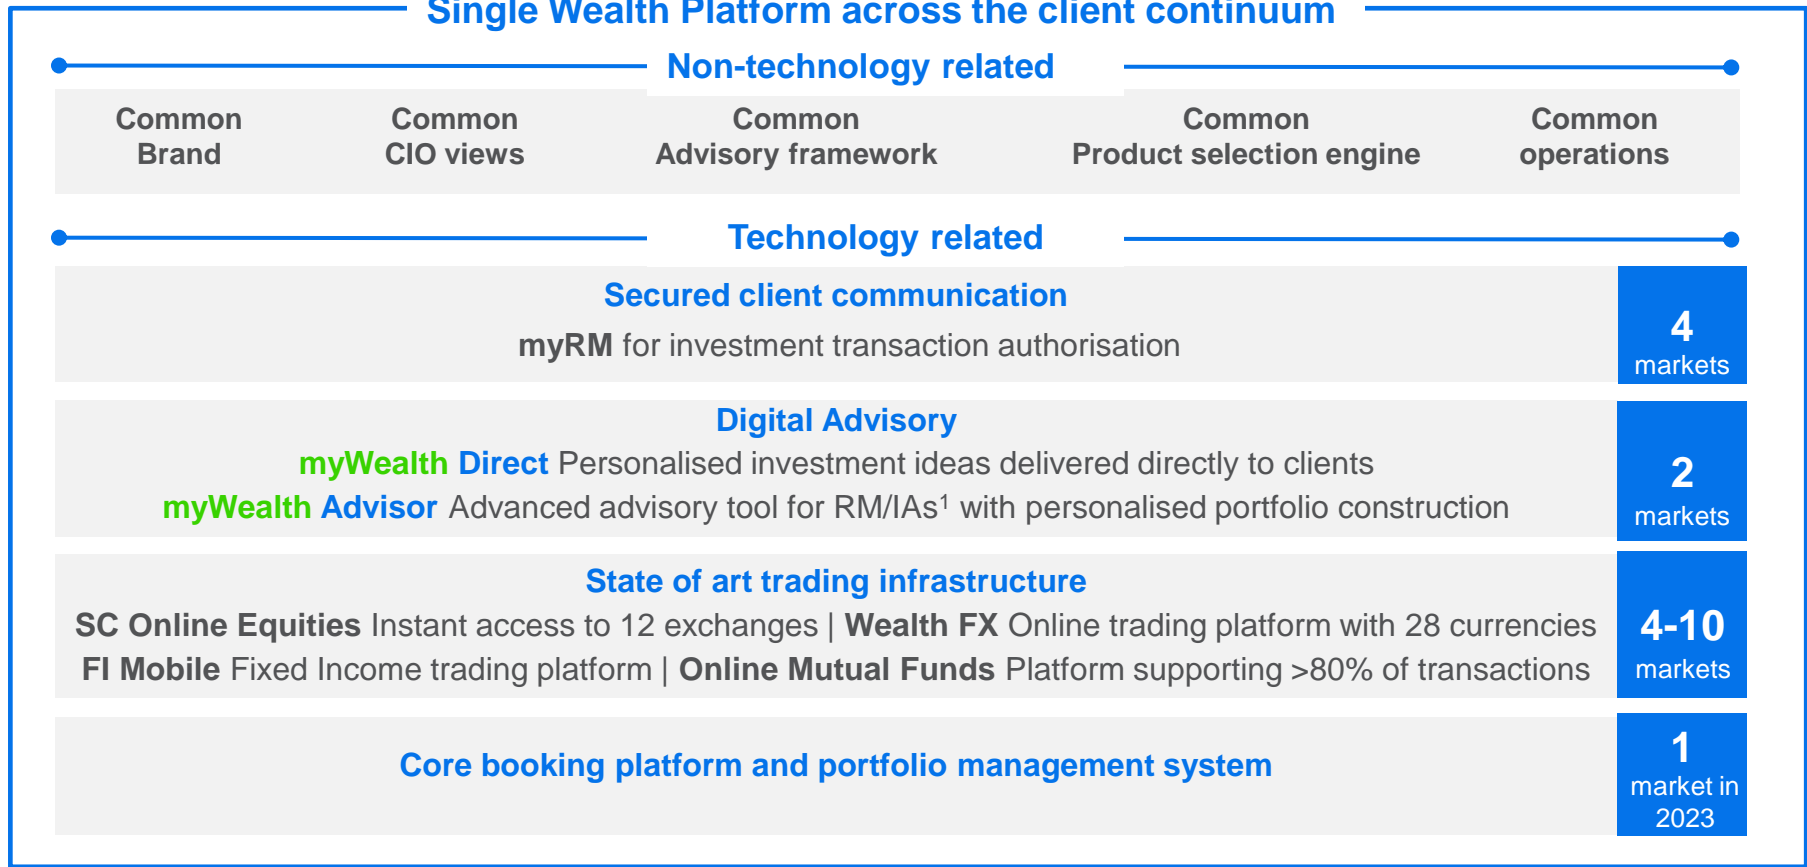 Single Wealth Platform across the client continuum
Non-technology related
Common Brand
Common CIO views
Common Advisory framework
Common Product selection engine
Common operations
Technology related
Secured client communication
myRM for investment transaction authorisation
4
markets
Digital Advisory
myWealth Direct Personalised investment ideas delivered directly to clients
myWealth Advisor Advanced advisory tool for RM/IAs¹ with personalised portfolio construction
2
markets
State of art trading infrastructure
SC Online Equities Instant access to 12 exchanges | Wealth FX Online trading platform with 28 currencies
FI Mobile Fixed Income trading platform | Online Mutual Funds Platform supporting >80% of transactions
4-10
markets
Core booking platform and portfolio management system
1
market in
2023